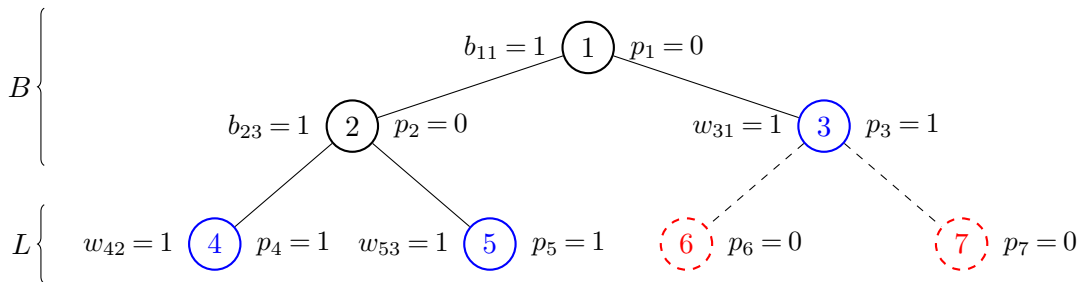 b₁₁ = 1 1 p₁ = 0
B
b₂₃ = 1 2 p₂ = 0 w₃₁ = 1 3 p₃ = 1
L w₄₂ = 1 4 p₄ = 1 w₅₃ = 1 5 p₅ = 1 6 p₆ = 0 7 p₇ = 0